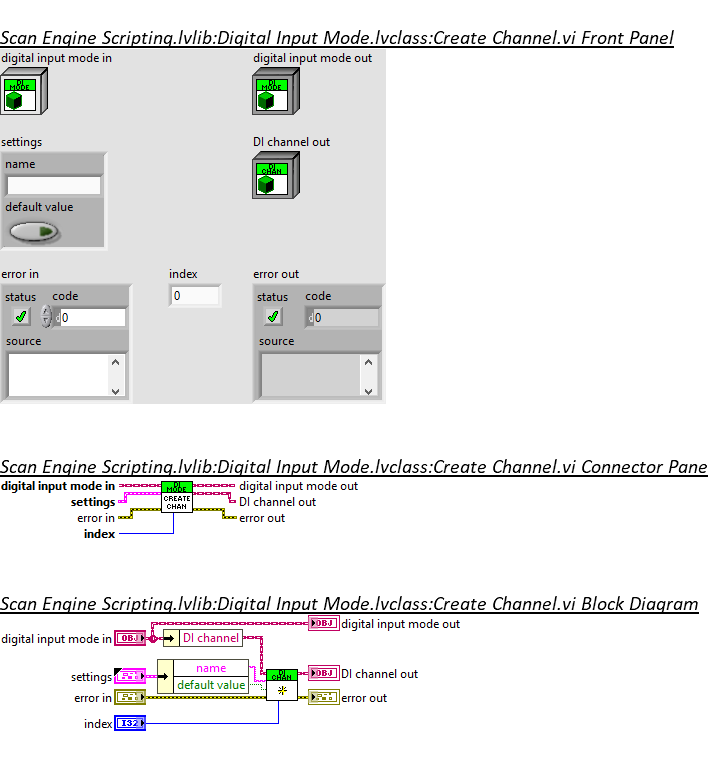 Scan Engine Scripting.lvlib:Digital Input Mode.lvclass:Create Channel.vi Front Panel
digital input mode in
digital input mode out
DI
MODE
DI
MODE
settings
DI channel out
name
DI
CHAN
default value
error in
index
error out
status
code
0
status
code
d0
d0
source
source
Scan Engine Scripting.lvlib:Digital Input Mode.lvclass:Create Channel.vi Connector Pane
digital input mode in
DI
MODE
digital input mode out
settings
CREATE
CHAN
DI channel out
error in
error out
index
Scan Engine Scripting.lvlib:Digital Input Mode.lvclass:Create Channel.vi Block Diagram
OBJ
digital input mode out
digital input mode in
OBJ
DI channel
settings
name
default value
DI
CHAN
OBJ
DI channel out
error in
error out
index
I32